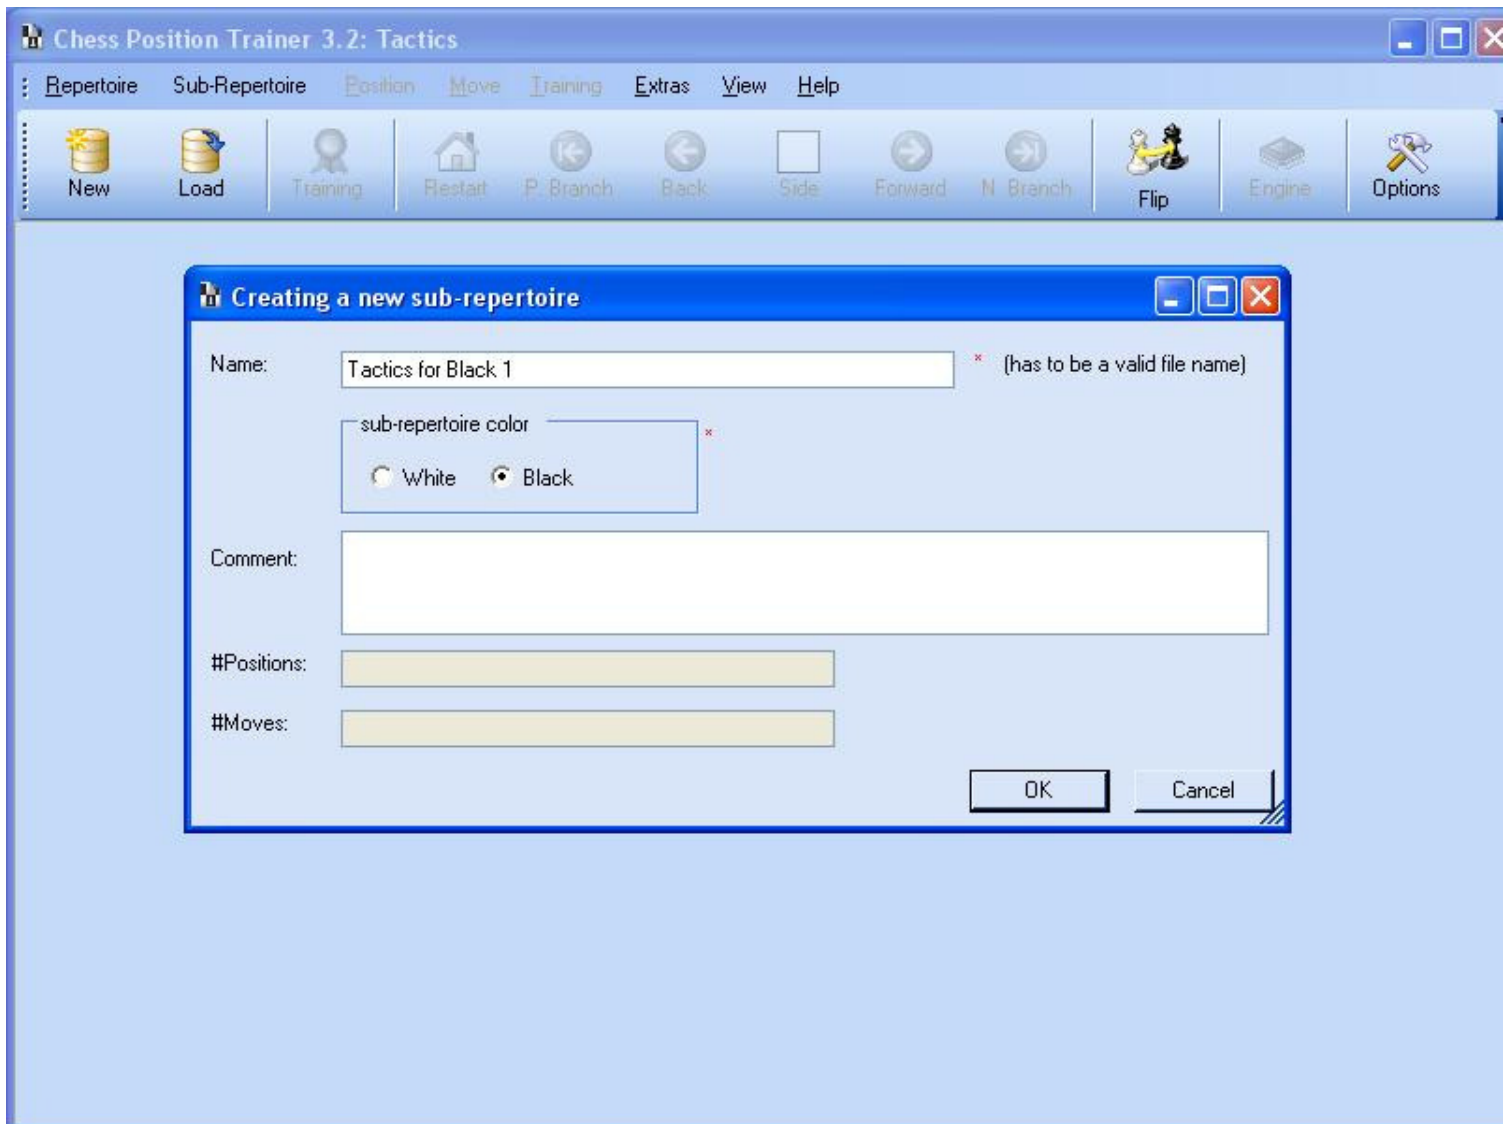 Chess Position Trainer 3.2: Tactics
Repertoire Sub-Repertoire Position Move Training Extras View Help
New Load Training Restart P. Branch Back Side Forward N. Branch Flip Engine Options
Creating a new sub-repertoire
Name: Tactics for Black 1 * (has to be a valid file name)
sub-repertoire color *
White Black
Comment:
#Positions:
#Moves:
OK Cancel